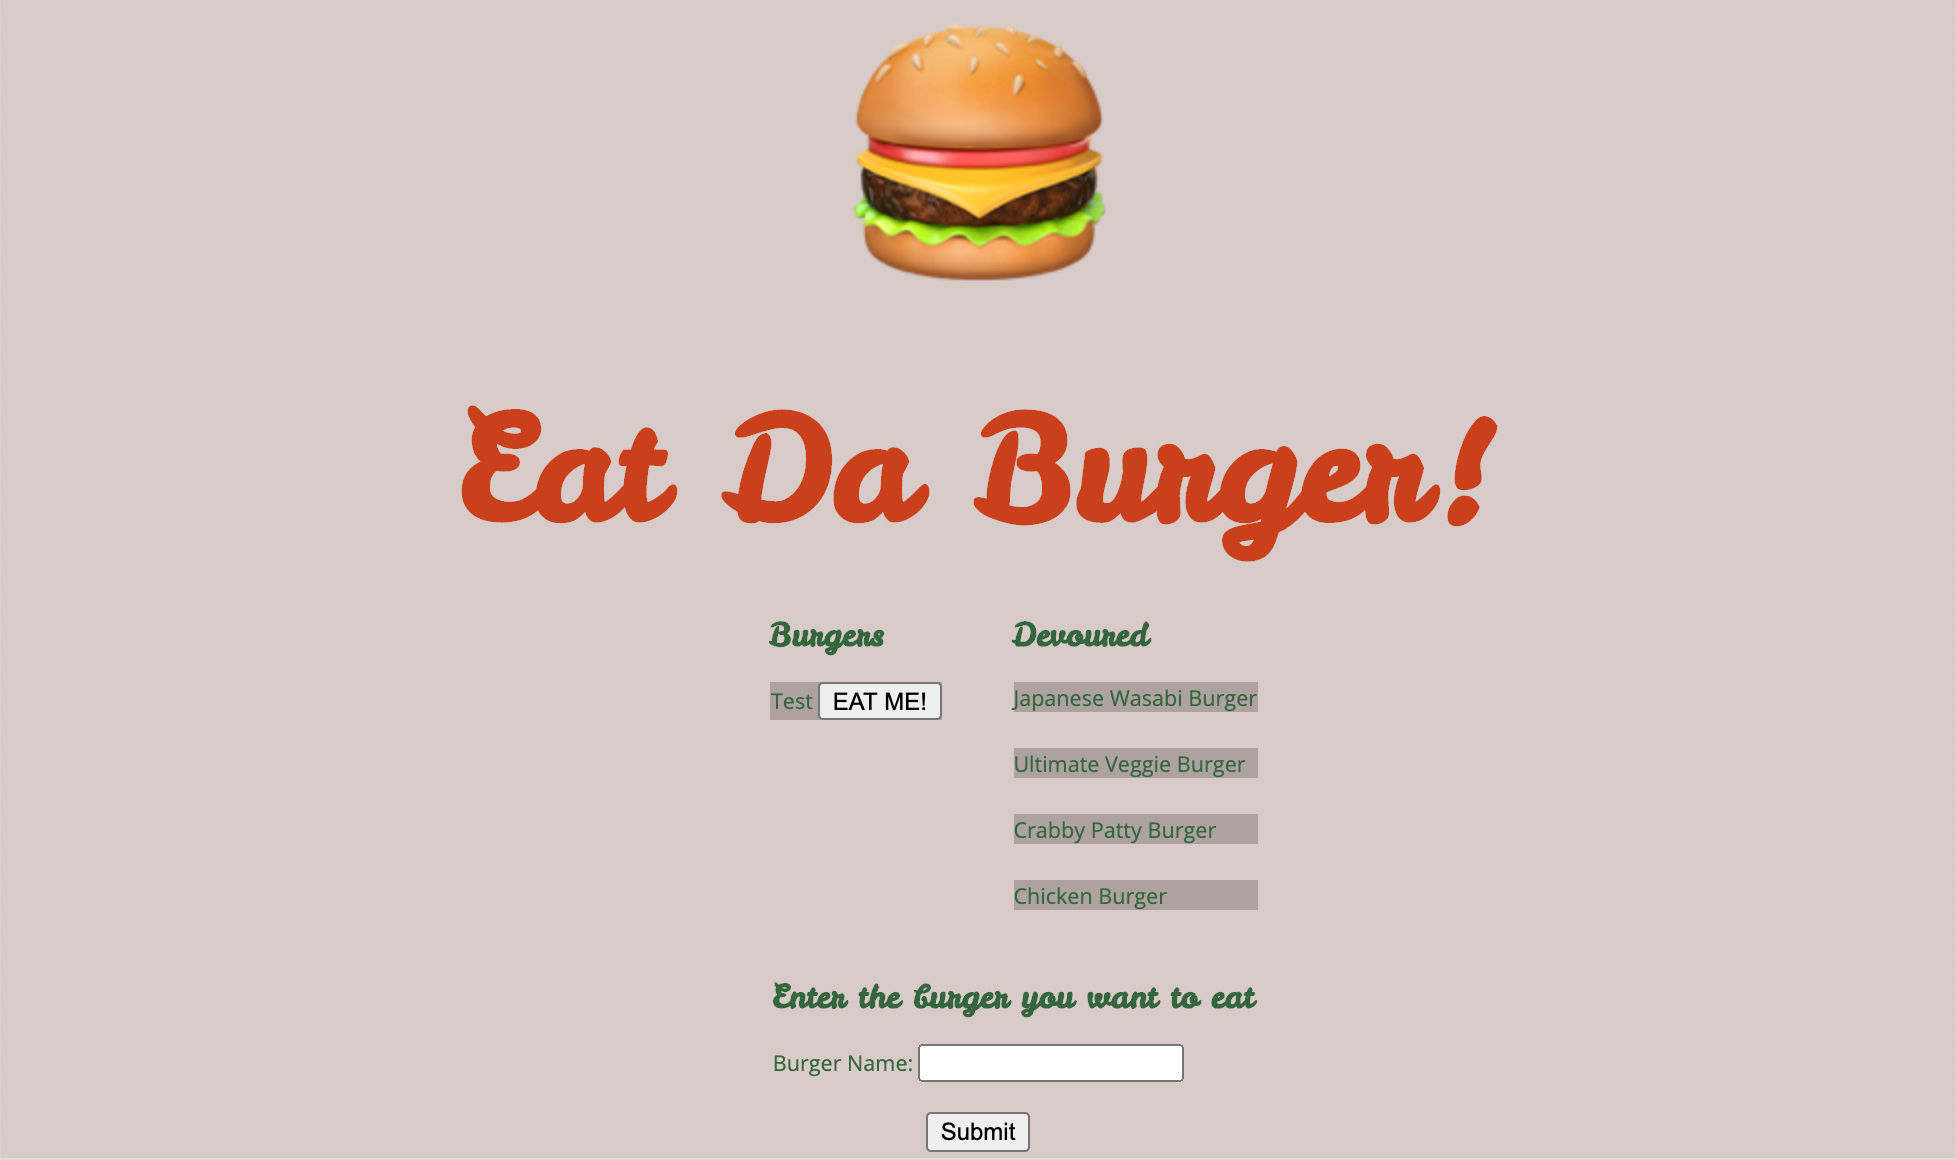 Eat Da Burger!
Burgers
Test EAT ME!
Devoured
Japanese Wasabi Burger
Ultimate Veggie Burger
Crabby Patty Burger
Chicken Burger
Enter the burger you want to eat
Burger Name:
Submit